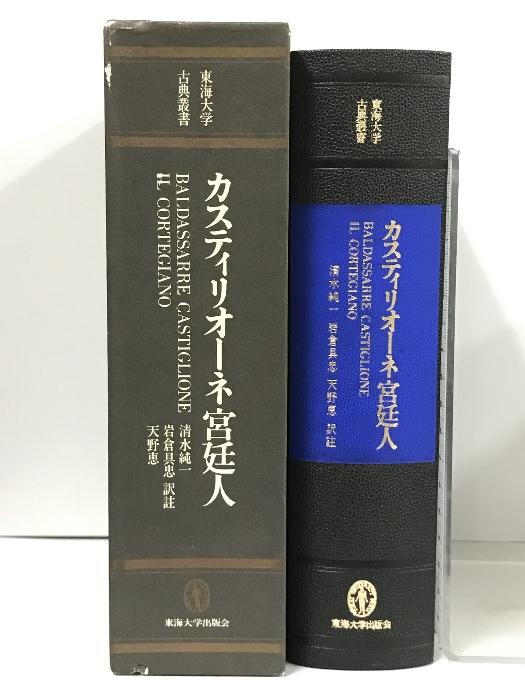 東海大学
古典叢書
カスティリオーネ 宮廷人
BALDASSARRE CASTIGLIONE
IL CORTEGIANO
清水純一
岩倉具忠 訳註
天野恵
東海大学出版会
東海大学
古典叢書
カスティリオーネ 宮廷人
BALDASSARRE CASTIGLIONE
IL CORTEGIANO
清水純一 岩倉具忠 天野恵 訳註
東海大学出版会